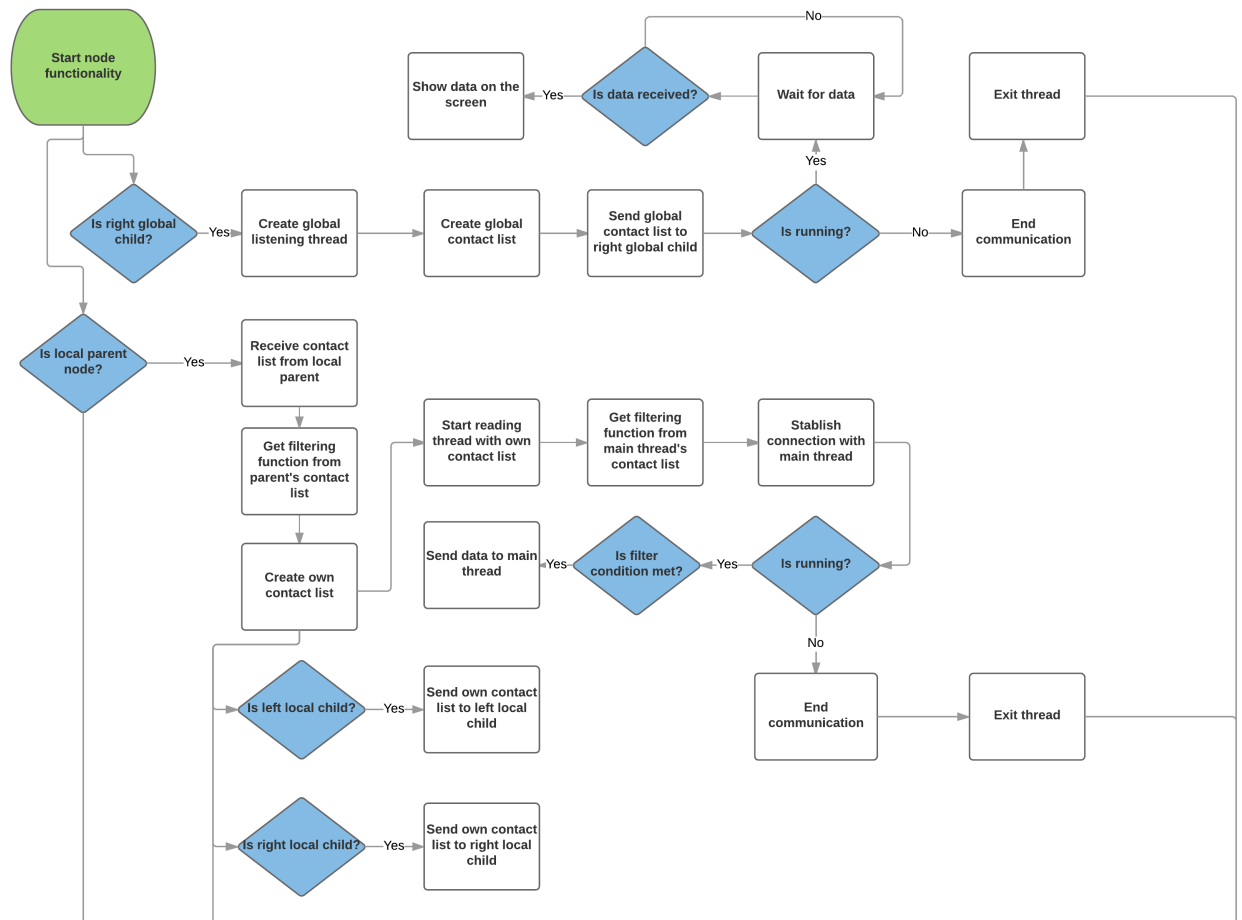 Start node
functionality
No
Show data on the
screen
Yes
Is data received?
Wait for data
Exit thread
Yes
Is right global
child?
Yes
Create global
listening thread
Create global
contact list
Send global
contact list to
right global child
Is running?
No
End
communication
Is local parent
node?
Yes
Receive contact
list from local
parent
Get filtering
function from
parent's contact
list
Create own
contact list
Start reading
thread with own
contact list
Get filtering
function from
main thread's
contact list
Stablish
connection with
main thread
Send data to main
thread
Yes
Is filter
condition met?
Yes
Is running?
No
End
communication
Exit thread
Is left local child?
Yes
Send own contact
list to left local
child
Is right local child?
Yes
Send own contact
list to right local
child